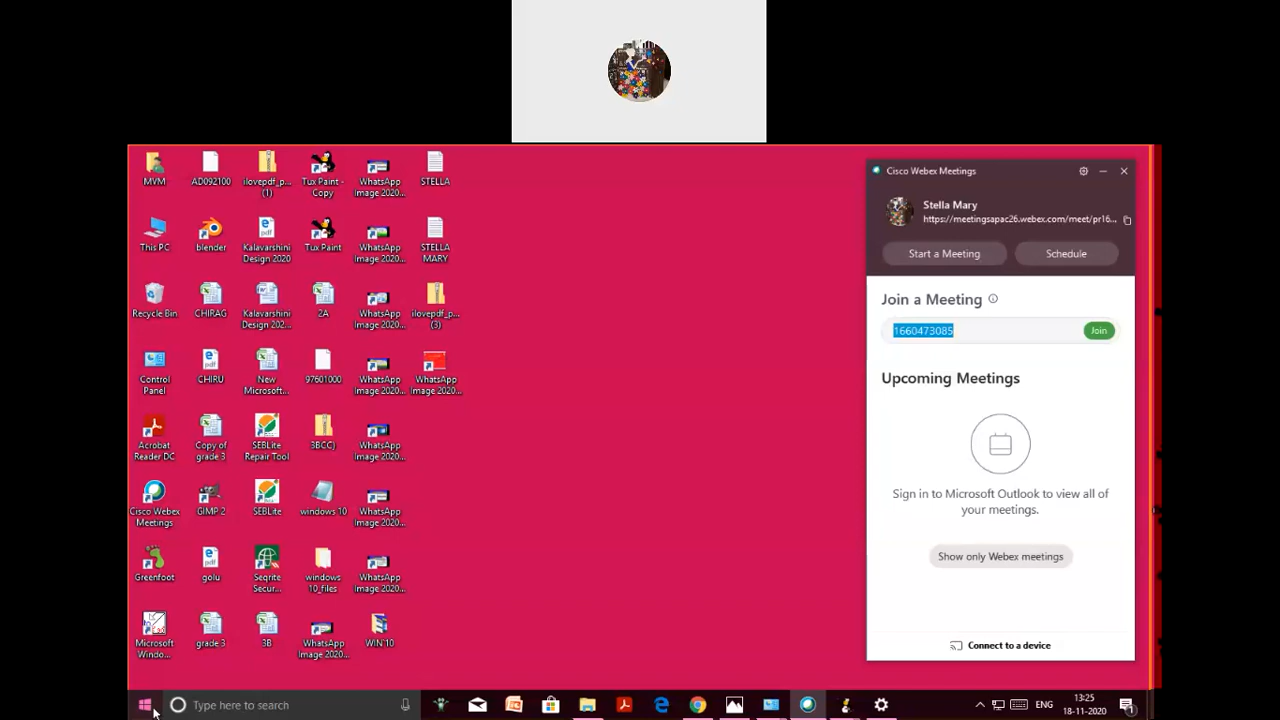 MVM
AD092100
ilovepdf_p...
(1)
Tux Paint -
Copy
WhatsApp
Image 2020...
STELLA
This PC
blender
Kalavarshini
Design 2020
Tux Paint
WhatsApp
Image 2020...
STELLA
MARY
Recycle Bin
CHIRAG
Kalavarshini
Design 202...
2A
WhatsApp
Image 2020...
ilovepdf_p...
(3)
Control
Panel
CHIRU
New
Microsoft...
97601000
WhatsApp
Image 2020...
WhatsApp
Image 2020...
Acrobat
Reader DC
Copy of
grade 3
SEBLite
Repair Tool
3BCC)
WhatsApp
Image 2020...
Cisco Webex
Meetings
GIMP 2
SEBLite
windows 10
WhatsApp
Image 2020...
Greenfoot
golu
Seqrite
Secur...
windows
10_files
WhatsApp
Image 2020...
Microsoft
Windo...
grade 3
3B
WhatsApp
Image 2020...
WIN'10
Cisco Webex Meetings
Stella Mary
https://meetingsapac26.webex.com/meet/pr16...
Start a Meeting
Schedule
Join a Meeting
1660473085
Join
Upcoming Meetings
Sign in to Microsoft Outlook to view all of
your meetings.
Show only Webex meetings
Connect to a device
Type here to search
ENG
13:25
18-11-2020